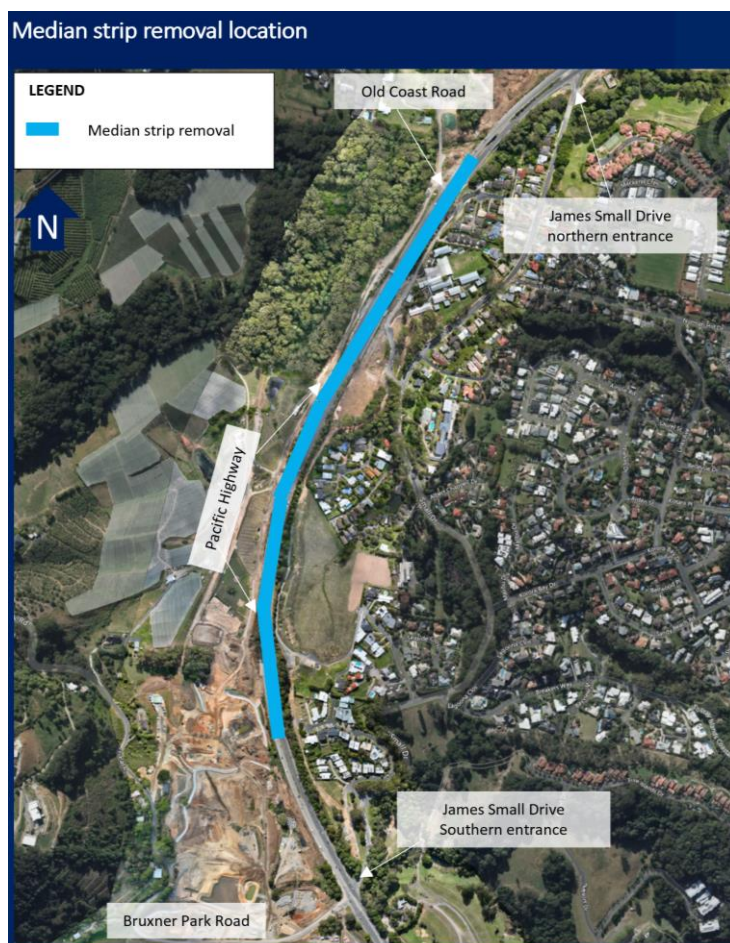 Median strip removal location
LEGEND
Median strip removal
N
Old Coast Road
James Small Drive
northern entrance
Pacific Highway
James Small Drive
Southern entrance
Bruxner Park Road